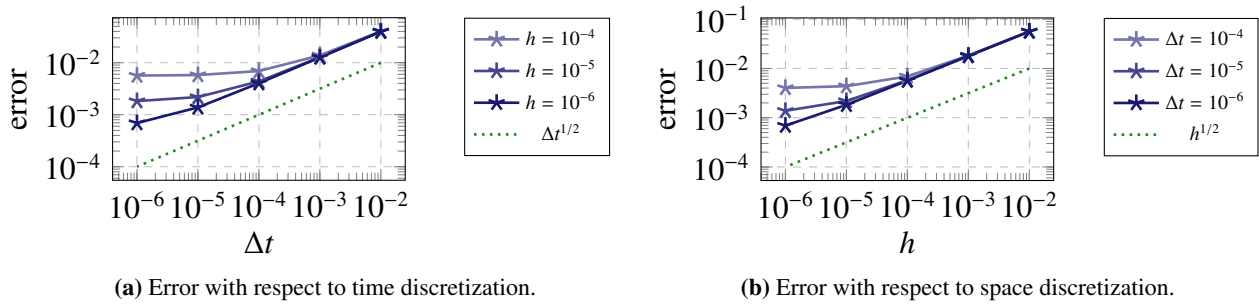 10⁻²
10⁻³
10⁻⁴
error
10⁻⁶ 10⁻⁵ 10⁻⁴ 10⁻³ 10⁻²
Δt
h = 10⁻⁴
h = 10⁻⁵
h = 10⁻⁶
Δt^{1/2}
(a) Error with respect to time discretization.
10⁻¹
10⁻²
10⁻³
10⁻⁴
error
10⁻⁶ 10⁻⁵ 10⁻⁴ 10⁻³ 10⁻²
h
Δt = 10⁻⁴
Δt = 10⁻⁵
Δt = 10⁻⁶
h^{1/2}
(b) Error with respect to space discretization.